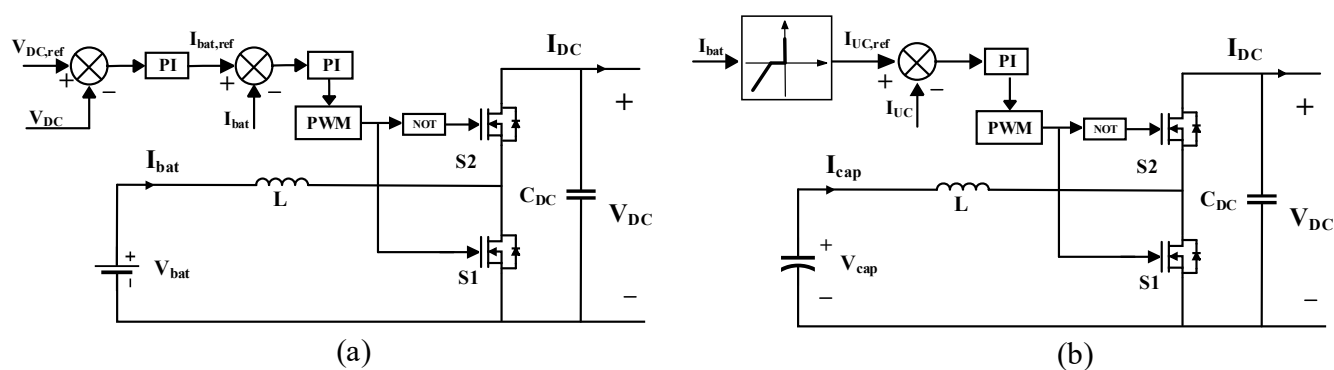 V_DC,ref
I_bat,ref
PI
PI
V_DC
I_bat
PWM
NOT
I_DC
+
−
+
−
S2
I_bat
L
C_DC
+
V_DC
−
+
−
V_bat
S1
(a)
I_bat
I_UC,ref
+
−
I_UC
PI
PWM
NOT
I_DC
S2
I_cap
L
C_DC
+
V_DC
−
+
V_cap
−
S1
(b)